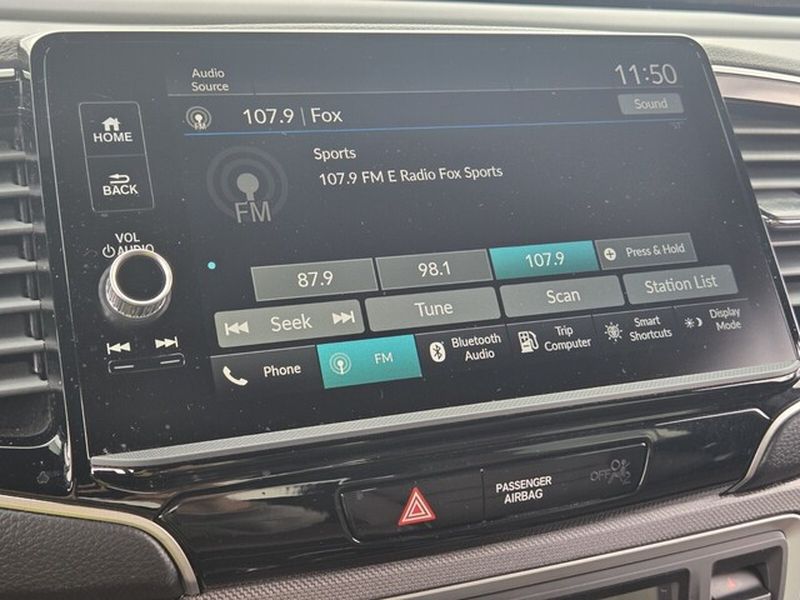 Audio
Source
11:50
FM
107.9 | Fox
Sound
HOME
BACK
Sports
107.9 FM E Radio Fox Sports
FM
VOL
AUDIO
87.9
98.1
107.9
Press & Hold
Seek
Tune
Scan
Station List
Phone
FM
Bluetooth
Audio
Trip
Computer
Smart
Shortcuts
Display
Mode
PASSENGER
AIRBAG
OFF